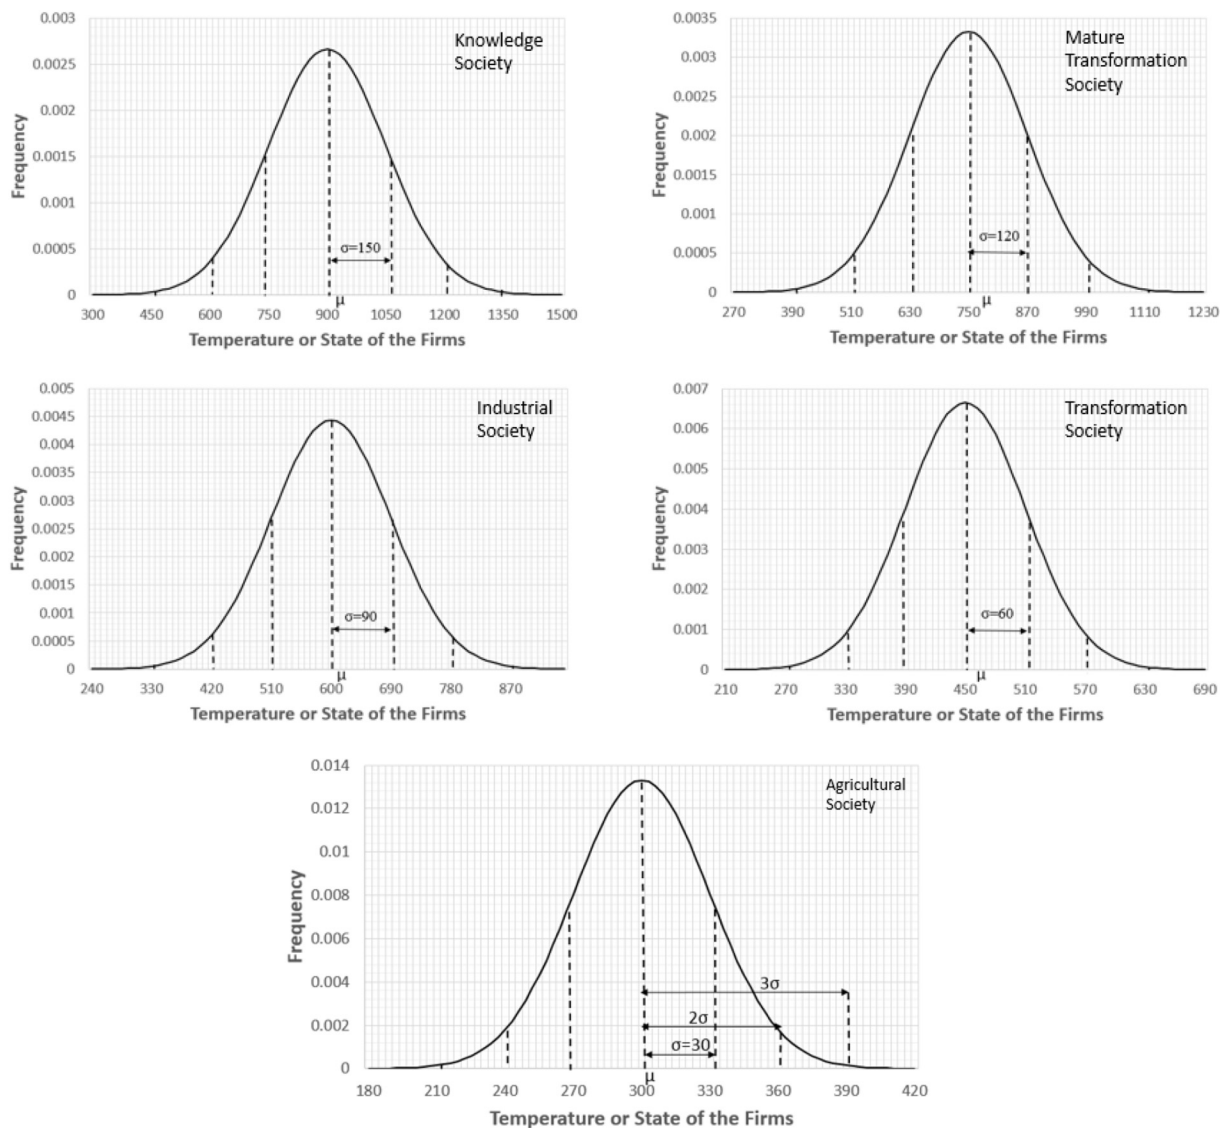 0.003
0.0025
0.002
0.0015
0.001
0.0005
0
Frequency
Knowledge
Society
σ=150
μ
300 450 600 750 900 1050 1200 1350 1500
Temperature or State of the Firms
0.0035
0.003
0.0025
0.002
0.0015
0.001
0.0005
0
Frequency
Mature
Transformation
Society
σ=120
μ
270 390 510 630 750 870 990 1110 1230
Temperature or State of the Firms
0.005
0.0045
0.004
0.0035
0.003
0.0025
0.002
0.0015
0.001
0.0005
0
Frequency
Industrial
Society
σ=90
μ
240 330 420 510 600 690 780 870
Temperature or State of the Firms
0.007
0.006
0.005
0.004
0.003
0.002
0.001
0
Frequency
Transformation
Society
σ=60
μ
210 270 330 390 450 510 570 630 690
Temperature or State of the Firms
0.014
0.012
0.01
0.008
0.006
0.004
0.002
0
Frequency
Agricultural
Society
3σ
2σ
σ=30
μ
180 210 240 270 300 330 360 390 420
Temperature or State of the Firms